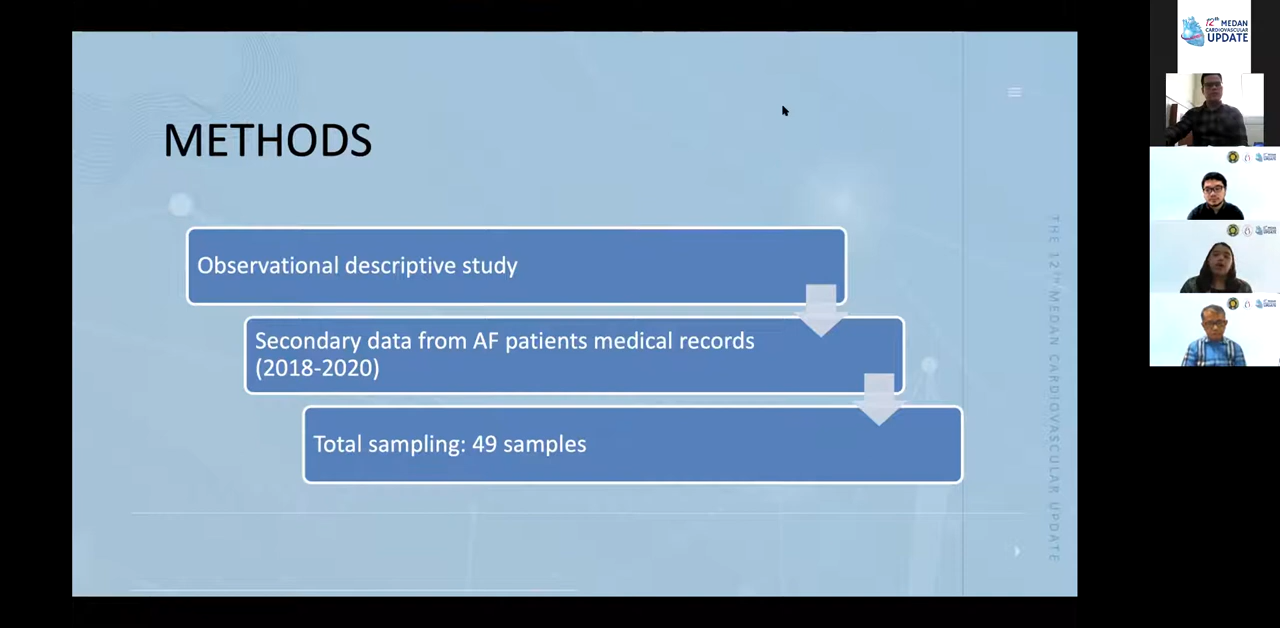 METHODS
Observational descriptive study
Secondary data from AF patients medical records
(2018-2020)
Total sampling: 49 samples
THE 12TH MEDAN CARDIOVASCULAR UPDATE
12th MEDAN
CARDIOVASCULAR
UPDATE